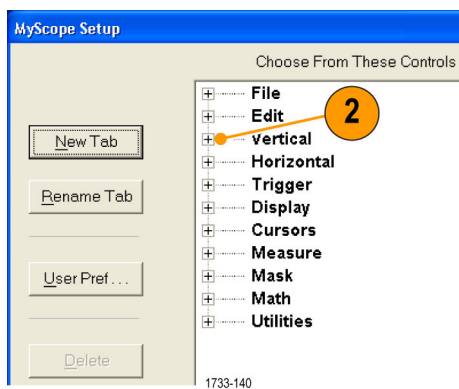 MyScope Setup
Choose From These Controls
File
Edit
2
Vertical
New Tab
Horizontal
Trigger
Rename Tab
Display
Cursors
Measure
User Pref . . .
Mask
Math
Utilities
Delete
1733-140